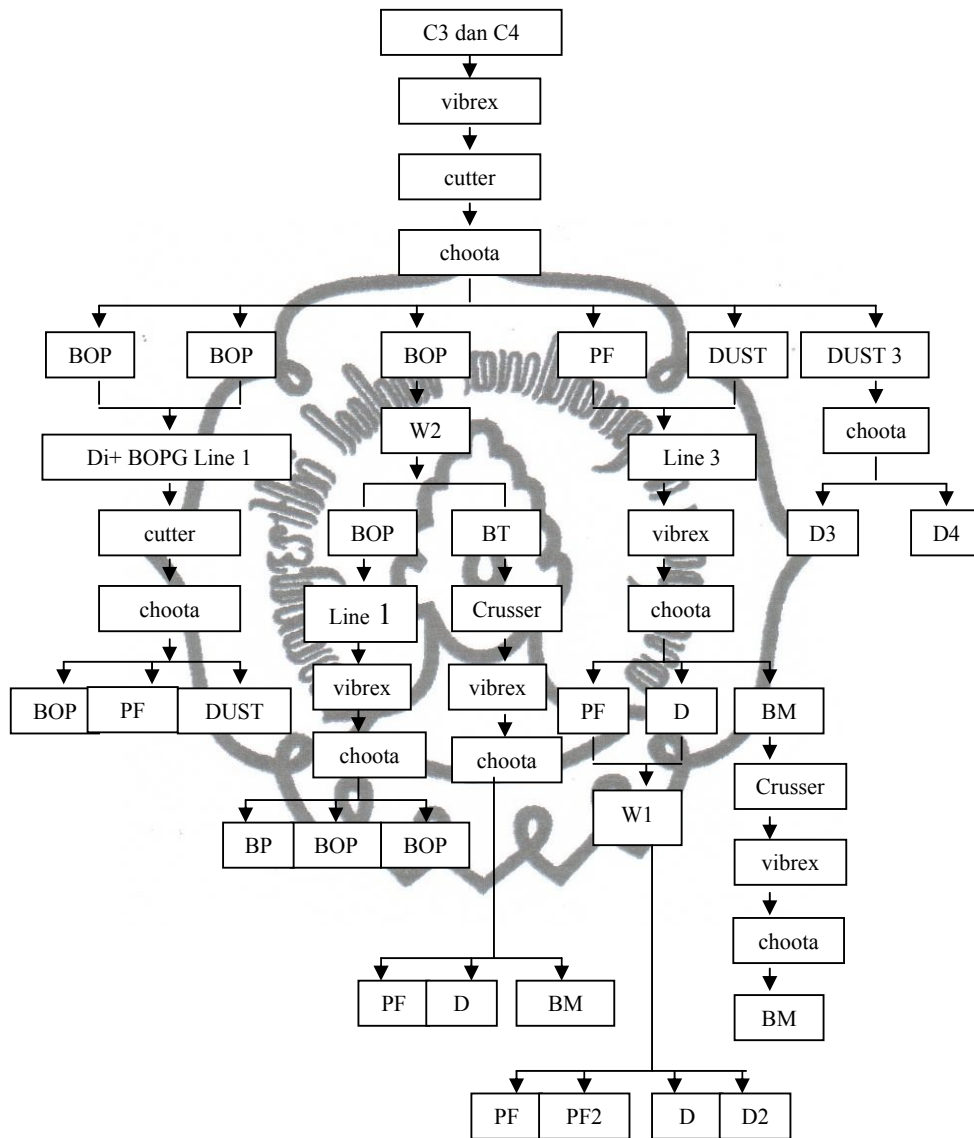 C3 dan C4
vibrex
cutter
choota
BOP BOP BOP PF DUST DUST 3
W2 choota
Di+ BOPG Line 1 Line 3
cutter BOP BT vibrex D3 D4
choota Line 1 Crusser choota
BOP PF DUST vibrex vibrex PF D BM
choota choota Crusser
BP BOP BOP W1
vibrex
choota
PF D BM BM
PF PF2 D D2